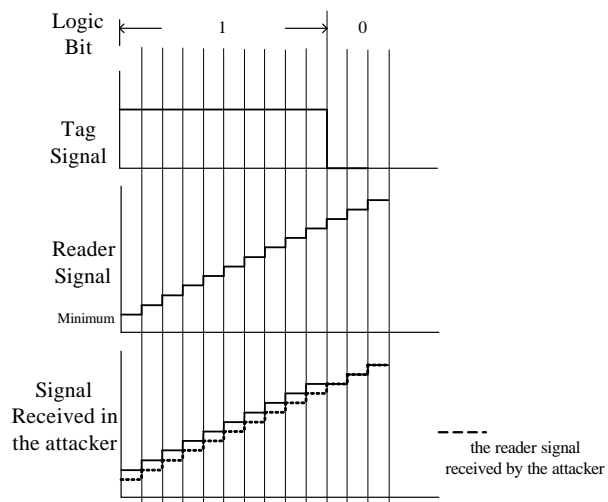 Logic
Bit
1
0
Tag
Signal
Reader
Signal
Minimum
Signal
Received in
the attacker
the reader signal
received by the attacker